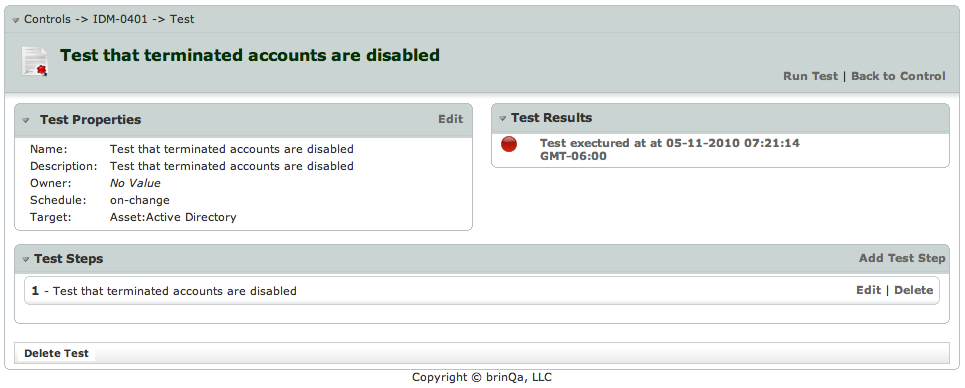 Controls -> IDM-0401 -> Test
Test that terminated accounts are disabled
Run Test | Back to Control
Test Properties
Edit
Name: Test that terminated accounts are disabled
Description: Test that terminated accounts are disabled
Owner: No Value
Schedule: on-change
Target: Asset:Active Directory
Test Results
Test exectured at at 05-11-2010 07:21:14
GMT-06:00
Test Steps
Add Test Step
1 - Test that terminated accounts are disabled
Edit | Delete
Delete Test
Copyright © brinQa, LLC